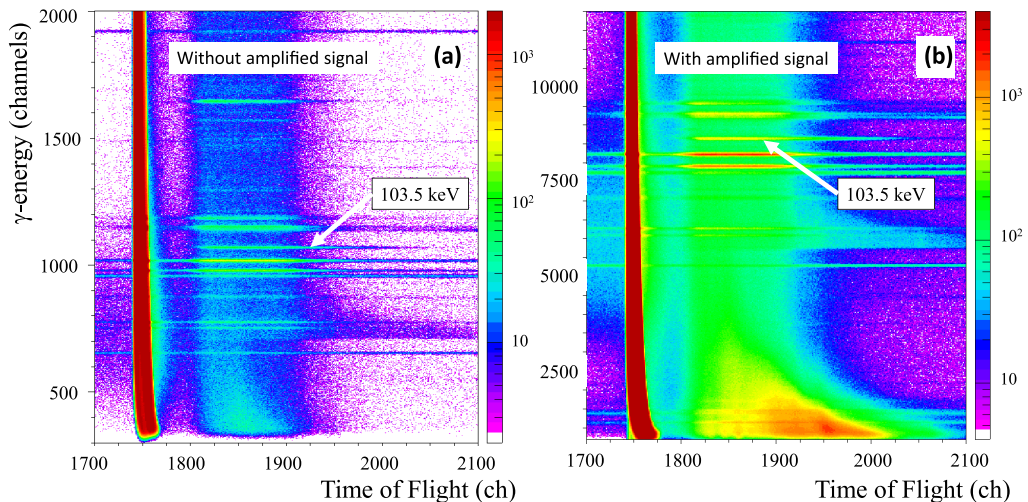 Without amplified signal
(a)
103.5 keV
γ-energy (channels)
2000
1500
1000
500
1700
1800
1900
2000
2100
Time of Flight (ch)
10³
10²
10
With amplified signal
(b)
103.5 keV
10000
7500
5000
2500
1700
1800
1900
2000
2100
Time of Flight (ch)
10³
10²
10